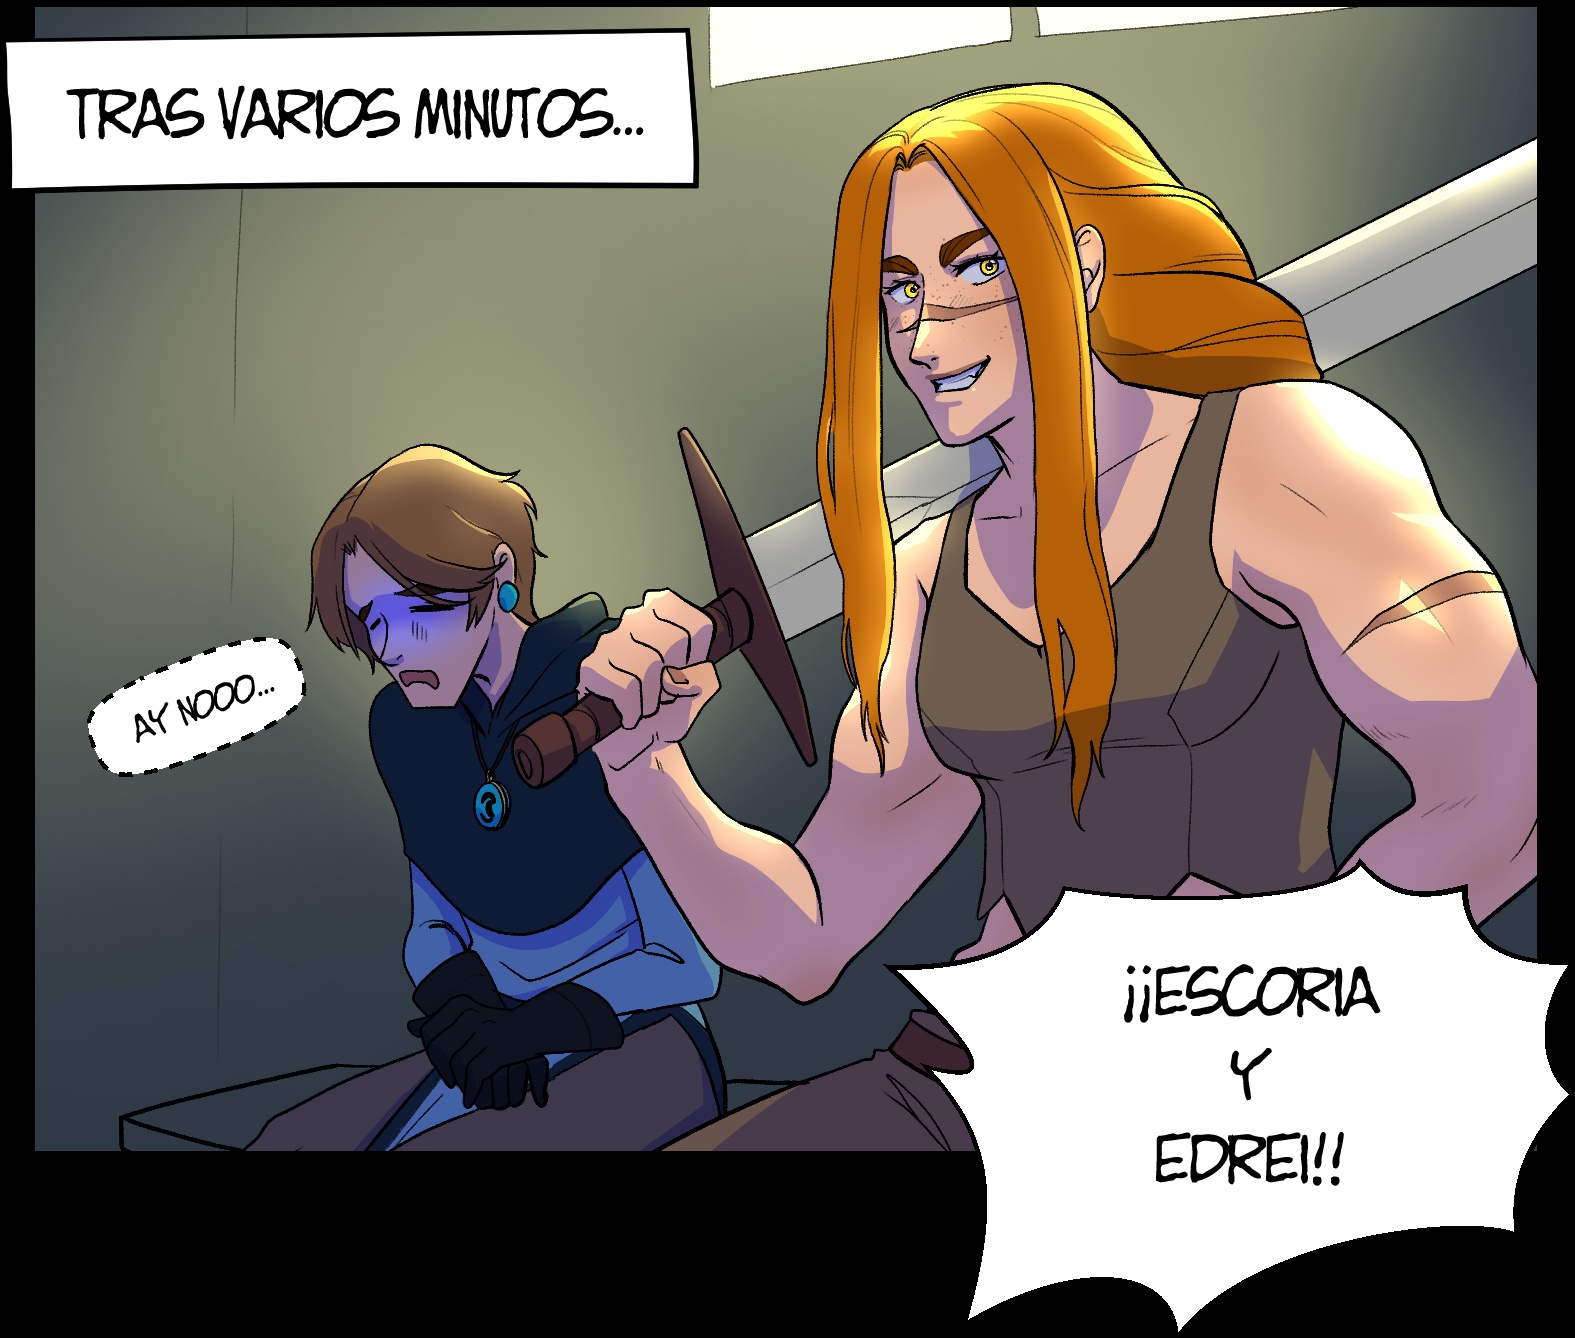 TRAS VARIOS MINUTOS...
AY NOOO...
¡¡ESCORIA
Y
EDREI!!